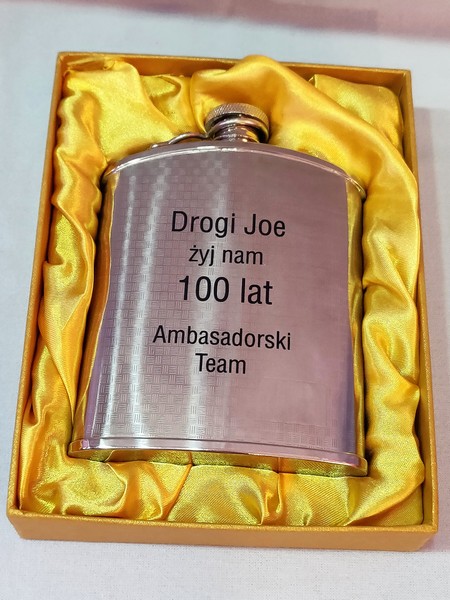 Drogi Joe
żyj nam
100 lat
Ambasadorski
Team